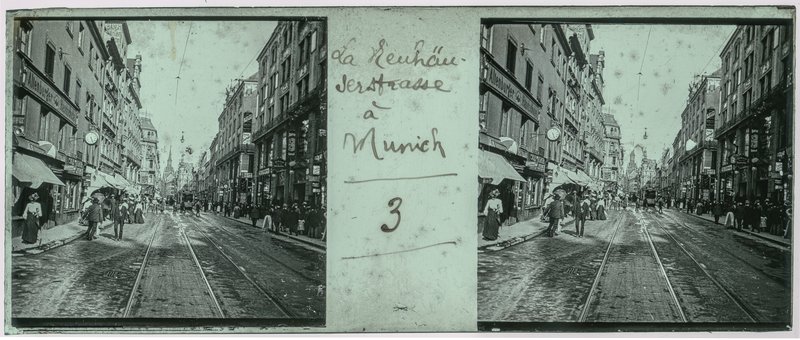 La Neuhäu-
serstrasse
à
Munich
3